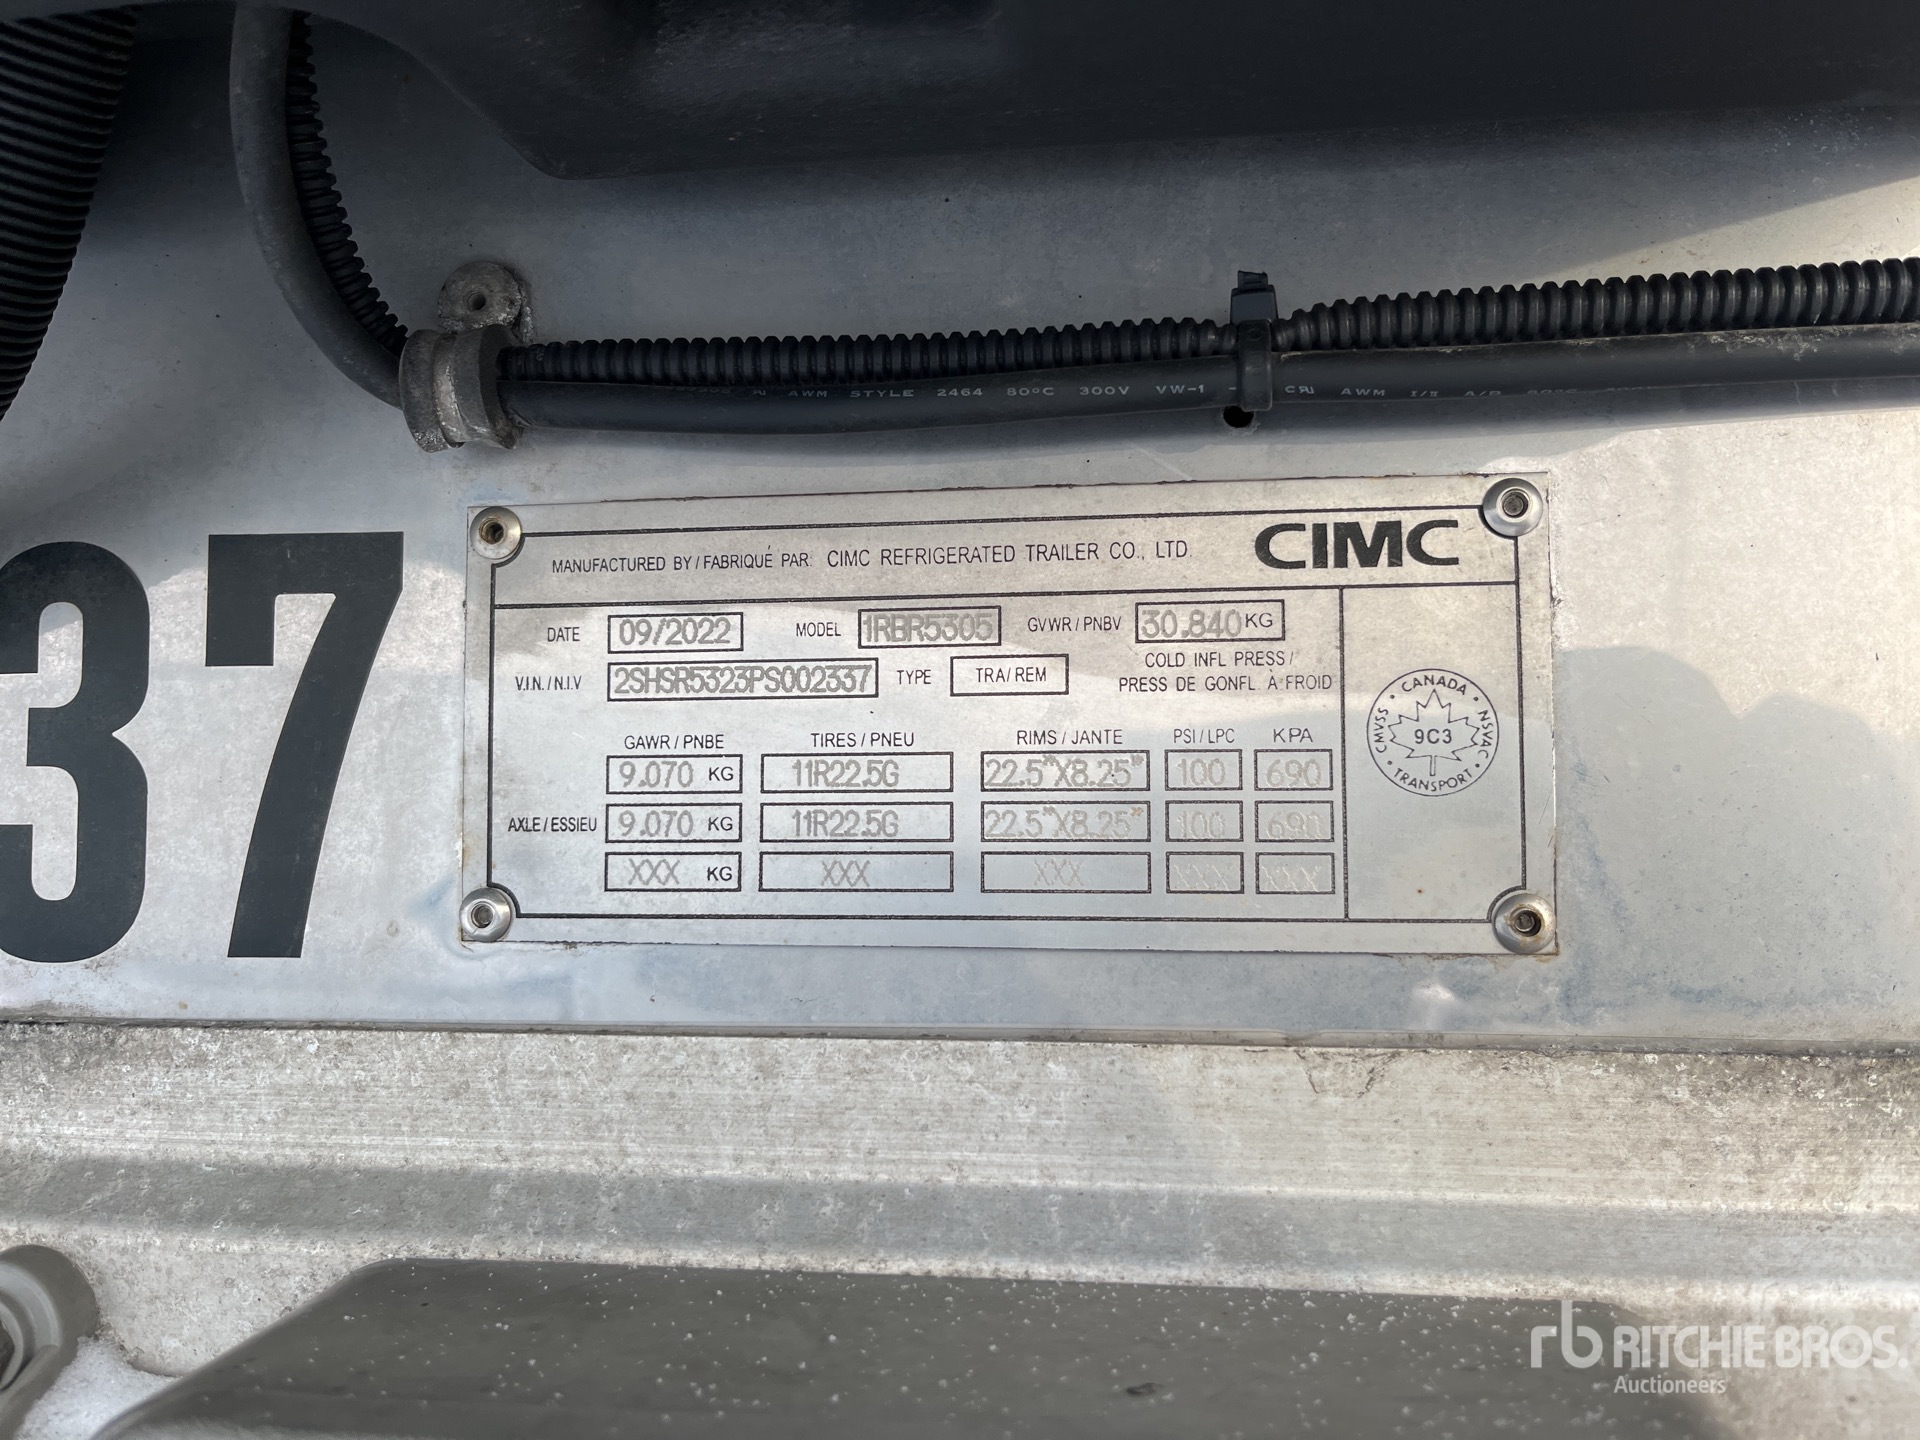 AWM STYLE 2464 80°C 300V VW-1
AWM I/II A/B 80°C
37
MANUFACTURED BY / FABRIQUÉ PAR: CIMC REFRIGERATED TRAILER CO., LTD. CIMC
DATE 09/2022 MODEL 1RBR5305 GVWR / PNBV 30,840 KG
V.I.N. / N.I.V 2SHSR5323PS002337 TYPE TRA/ REM COLD INFL PRESS / PRESS DE GONFL. À FROID
GAWR / PNBE TIRES / PNEU RIMS / JANTE PSI / LPC KPA
9.070 KG 11R22.5G 22.5"X8.25" 100 690
AXLE / ESSIEU 9.070 KG 11R22.5G 22.5"X8.25" 100 690
XXX KG XXX XXX XXX XXX
CANADA
CMVSS • NSVAC
9C3
TRANSPORT
rb RITCHIE BROS.
Auctioneers